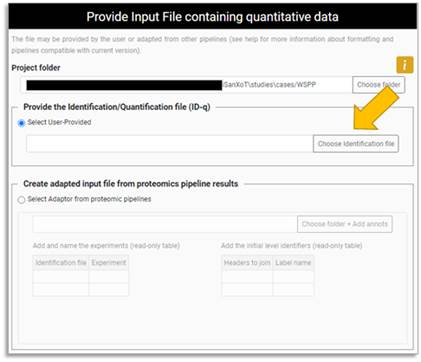 Provide Input File containing quantitative data
The file may be provided by the user or adapted from other pipelines (see help for more information about formatting and
pipelines compatible with current version).
i
Project folder
/SanXoT\studies\cases/WSPP Choose folder
Provide the Identification/Quantification file (ID-q)
Select User-Provided
Choose Identification file
Create adapted input file from proteomics pipeline results
Select Adaptor from proteomic pipelines
Choose folder + Add annots
Add and name the experiments (read-only table) Add the initial level identifiers (read-only table)
Identification file Experiment Headers to join Label name